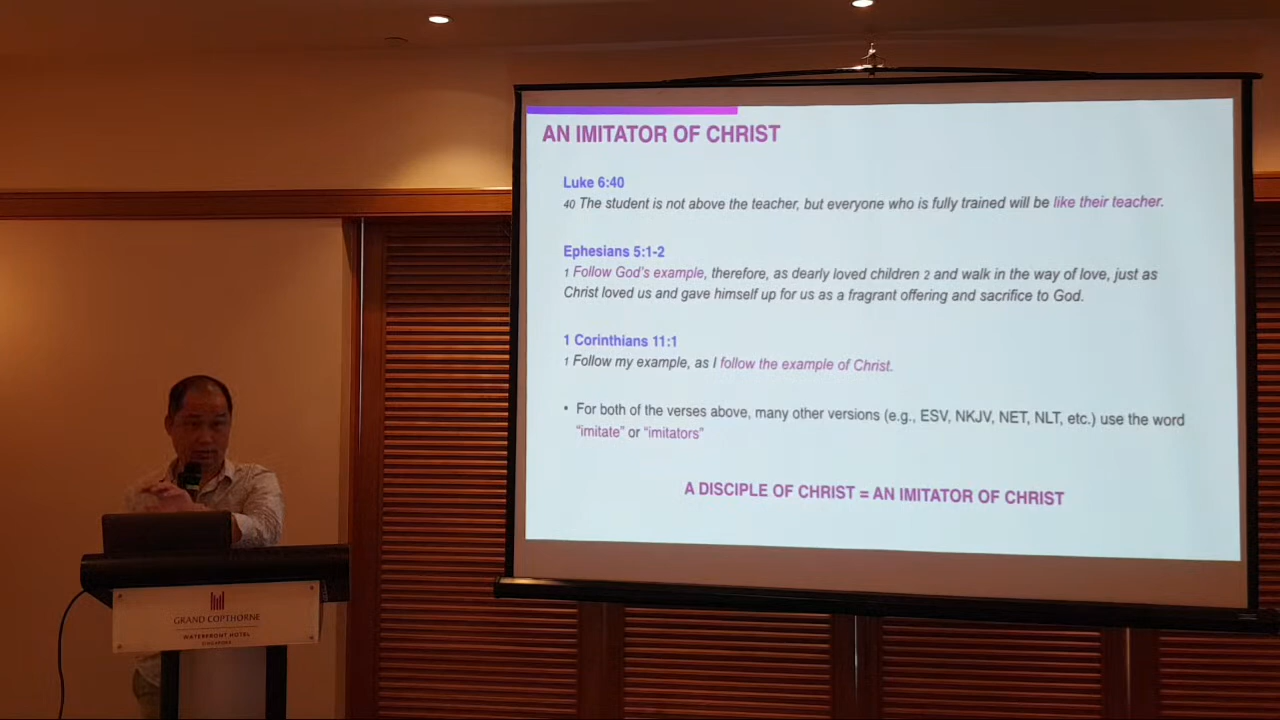 AN IMITATOR OF CHRIST
Luke 6:40
40 The student is not above the teacher, but everyone who is fully trained will be like their teacher.
Ephesians 5:1-2
1 Follow God's example, therefore, as dearly loved children 2 and walk in the way of love, just as
Christ loved us and gave himself up for us as a fragrant offering and sacrifice to God.
1 Corinthians 11:1
1 Follow my example, as I follow the example of Christ.
• For both of the verses above, many other versions (e.g., ESV, NKJV, NET, NLT, etc.) use the word
"imitate" or "imitators"
A DISCIPLE OF CHRIST = AN IMITATOR OF CHRIST
GRAND COPTHORNE
WATERFRONT HOTEL
SINGAPORE